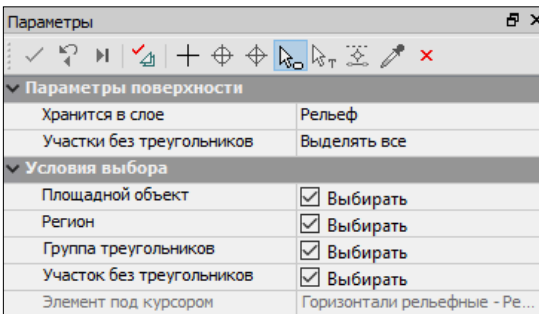 Параметры
Параметры поверхности
Хранится в слое Рельеф
Участки без треугольников Выделять все
Условия выбора
Площадной объект Выбирать
Регион Выбирать
Группа треугольников Выбирать
Участок без треугольников Выбирать
Элемент под курсором Горизонтали рельефные - Ре...